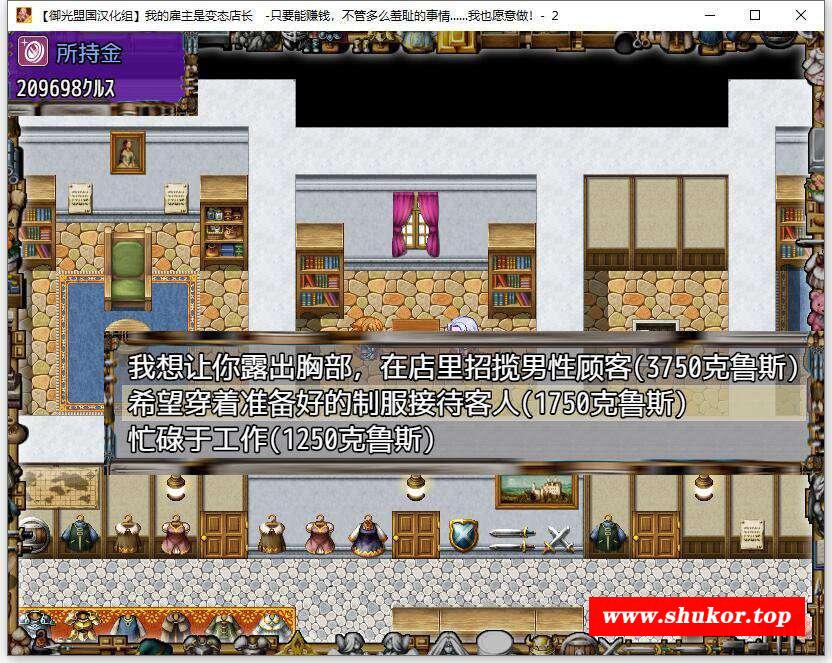 【御光盟国汉化组】我的雇主是变态店长　-只要能赚钱，不管多么羞耻的事情……我也愿意做！- 2
所持金
209698ｸﾙｽ
我想让你露出胸部，在店里招揽男性顾客(3750克鲁斯)
希望穿着准备好的制服接待客人(1750克鲁斯)
忙碌于工作(1250克鲁斯)
www.shukor.top